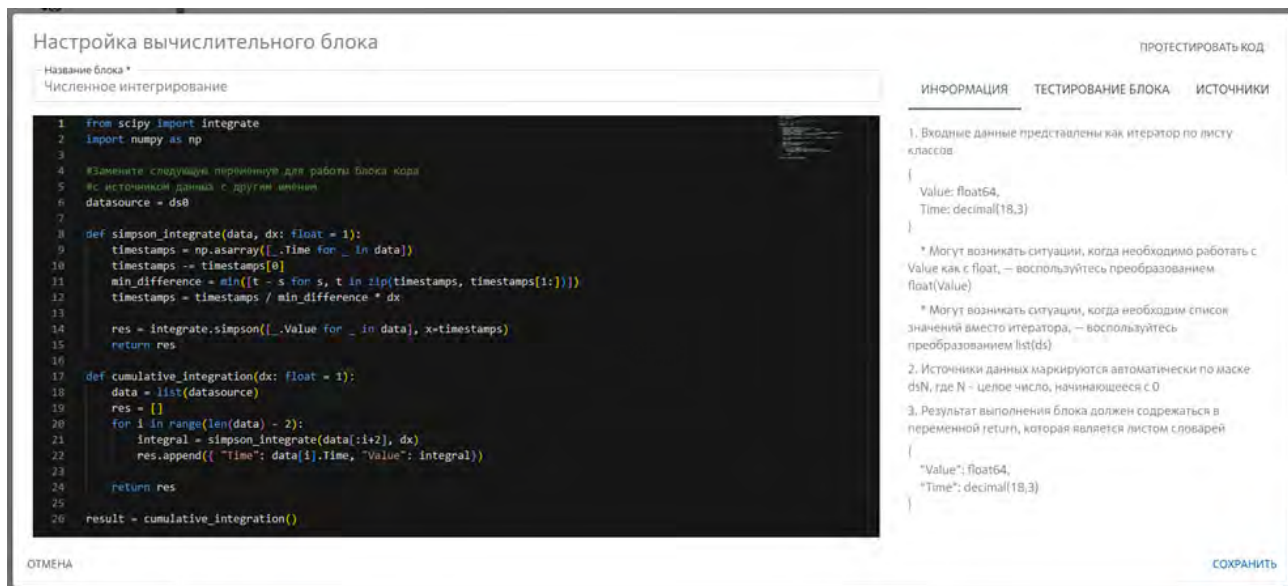 Настройка вычислительного блока
ПРОТЕСТИРОВАТЬ КОД
Название блока *
Численное интегрирование
ИНФОРМАЦИЯ ТЕСТИРОВАНИЕ БЛОКА ИСТОЧНИКИ
1 from scipy import integrate
2 import numpy as np
3
4 #Замените следующую переменную для работы блока кода
5 #с источником данных с другим именем
6 datasource = ds0
7
8 def simpson_integrate(data, dx: float = 1):
9 timestamps = np.asarray([_.Time for _ in data])
10 timestamps -= timestamps[0]
11 min_difference = min([t - s for s, t in zip(timestamps, timestamps[1:])])
12 timestamps = timestamps / min_difference * dx
13
14 res = integrate.simpson([_.Value for _ in data], x=timestamps)
15 return res
16
17 def cumulative_integration(dx: float = 1):
18 data = list(datasource)
19 res = []
20 for i in range(len(data) - 2):
21 integral = simpson_integrate(data[:i+2], dx)
22 res.append({ "Time": data[i].Time, "Value": integral})
23
24 return res
25
26 result = cumulative_integration()
1. Входные данные представлены как итератор по листу
классов
{
Value: float64,
Time: decimal(18,3)
}
* Могут возникать ситуации, когда необходимо работать с
Value как с float, — воспользуйтесь преобразованием
float(Value)
* Могут возникать ситуации, когда необходим список
значений вместо итератора, — воспользуйтесь
преобразованием list(ds)
2. Источники данных маркируются автоматически по маске
dsN, где N - целое число, начинающееся с 0
3. Результат выполнения блока должен содрежаться в
переменной return, которая является листом словарей
{
"Value": float64,
"Time": decimal(18,3)
}
ОТМЕНА
СОХРАНИТЬ